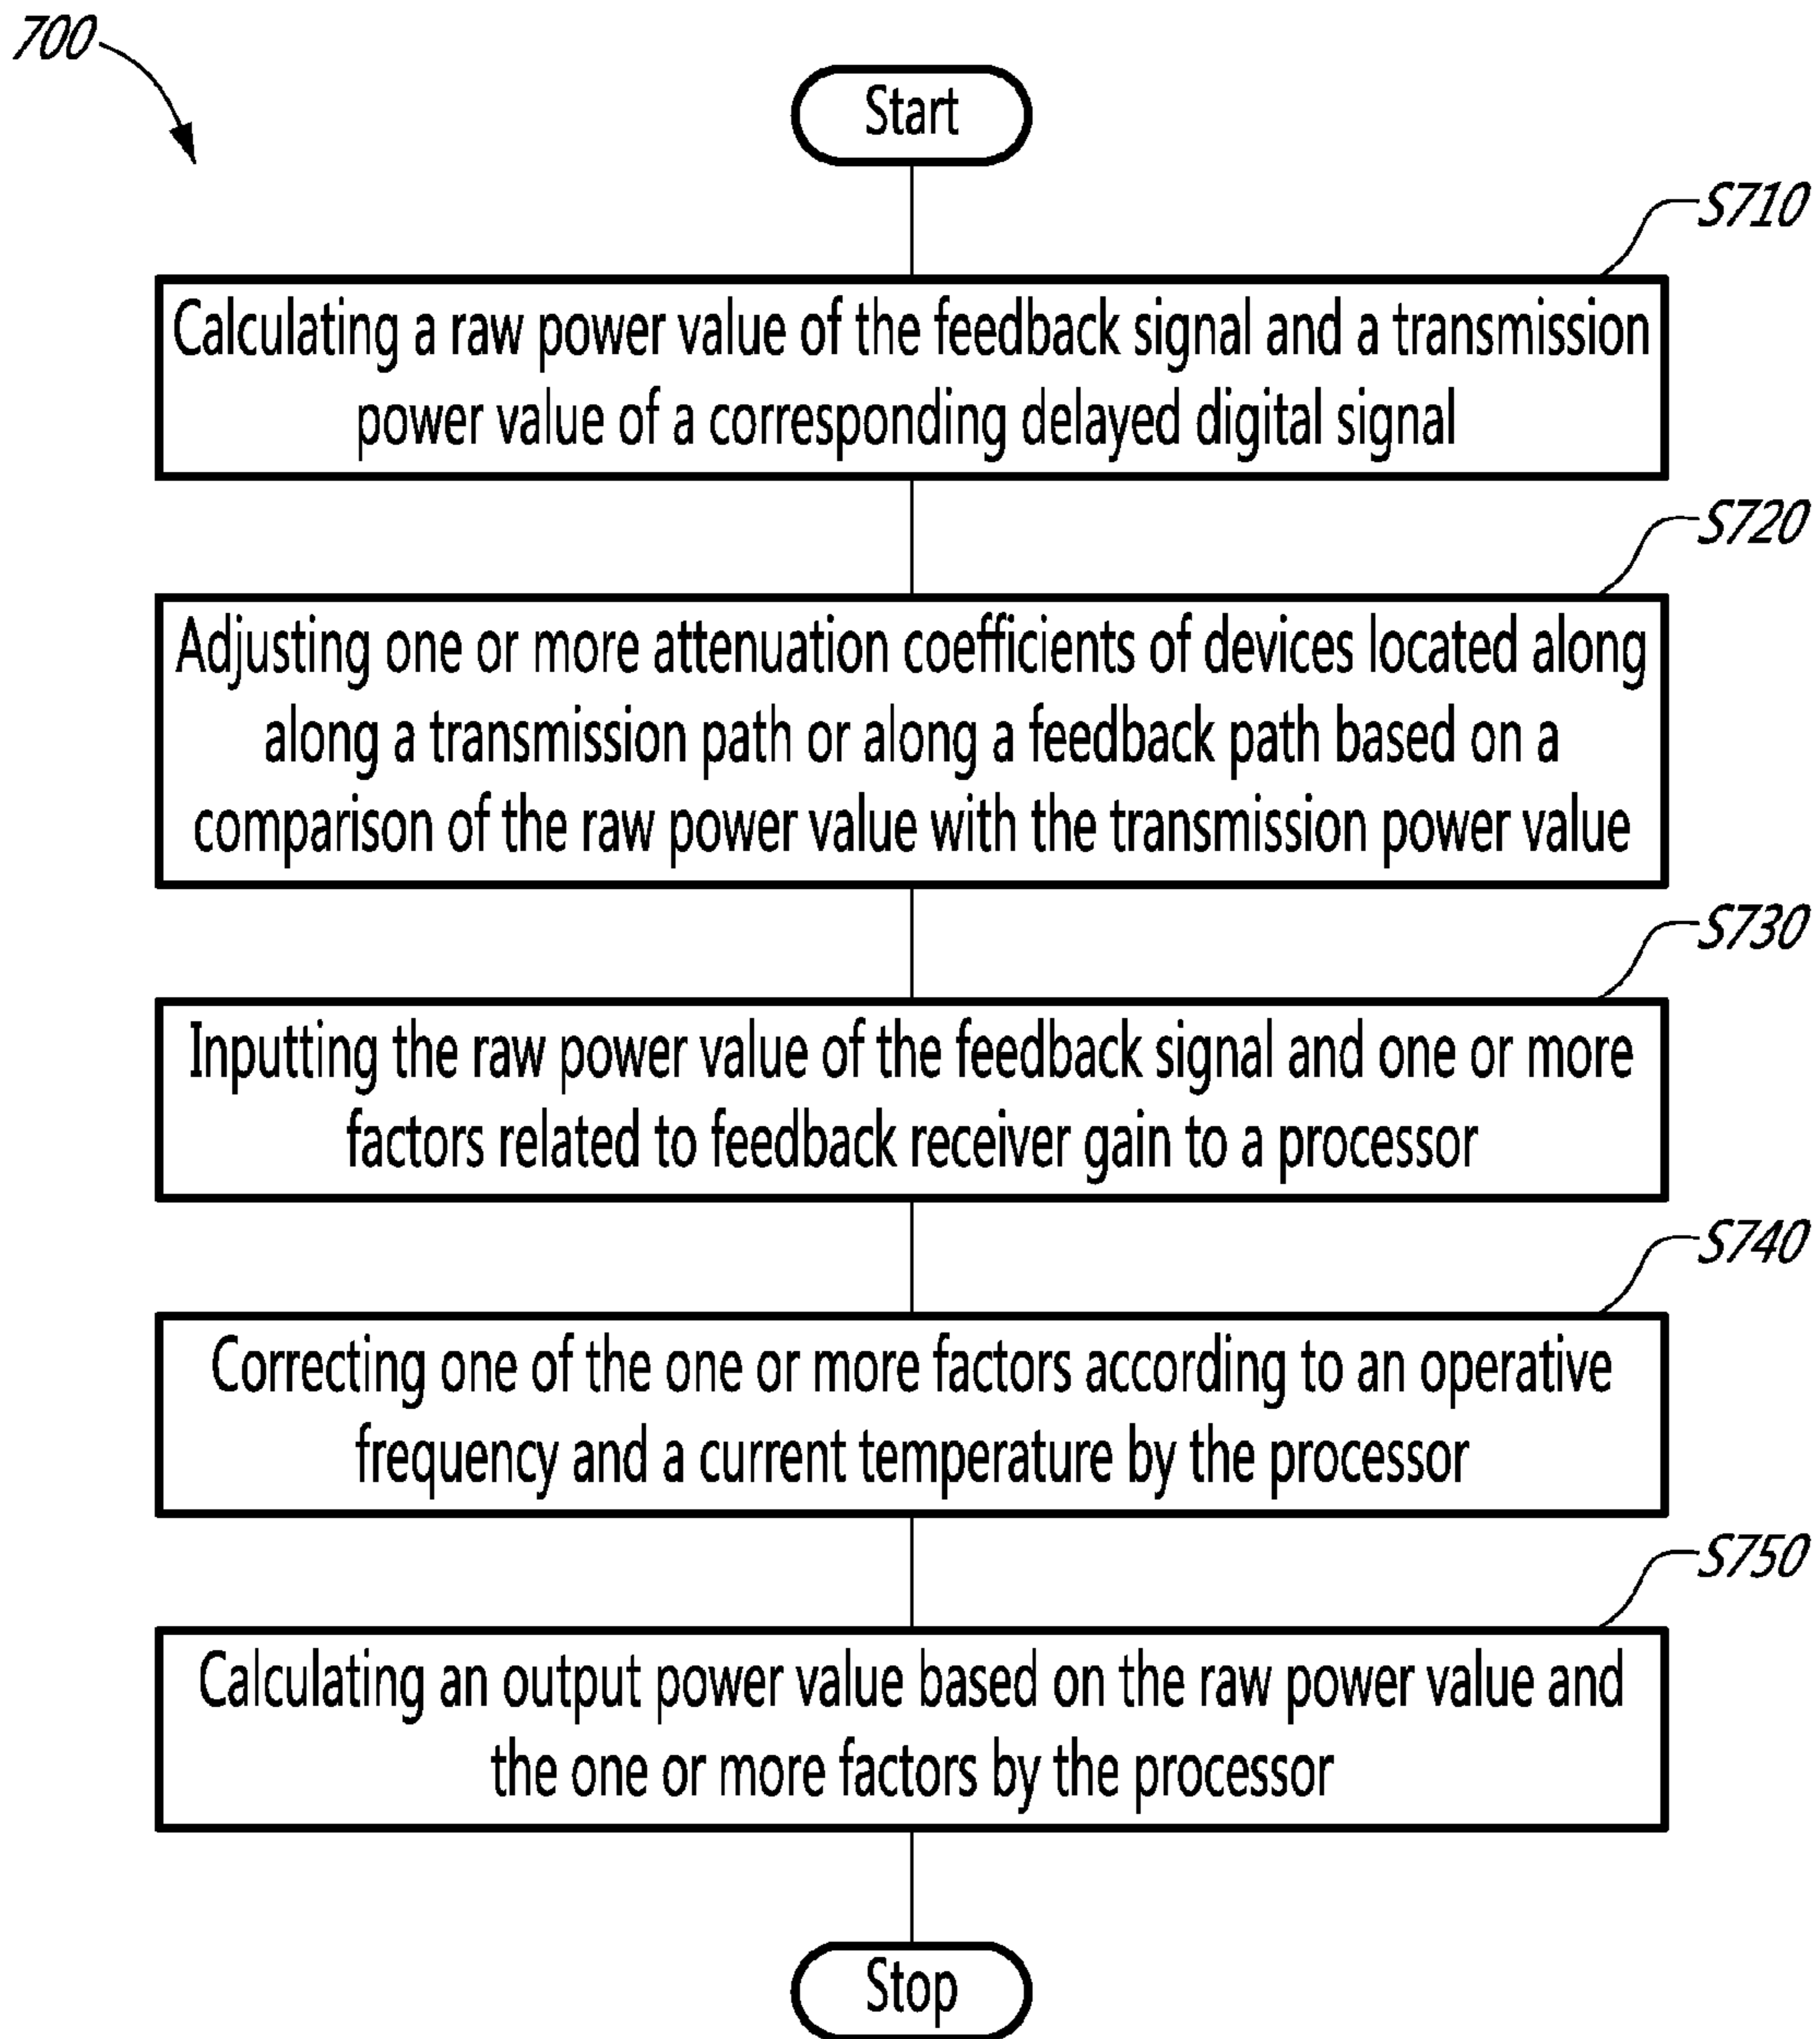 700
Start
S710
Calculating a raw power value of the feedback signal and a transmission
power value of a corresponding delayed digital signal
S720
Adjusting one or more attenuation coefficients of devices located along
along a transmission path or along a feedback path based on a
comparison of the raw power value with the transmission power value
S730
Inputting the raw power value of the feedback signal and one or more
factors related to feedback receiver gain to a processor
S740
Correcting one of the one or more factors according to an operative
frequency and a current temperature by the processor
S750
Calculating an output power value based on the raw power value and
the one or more factors by the processor
Stop